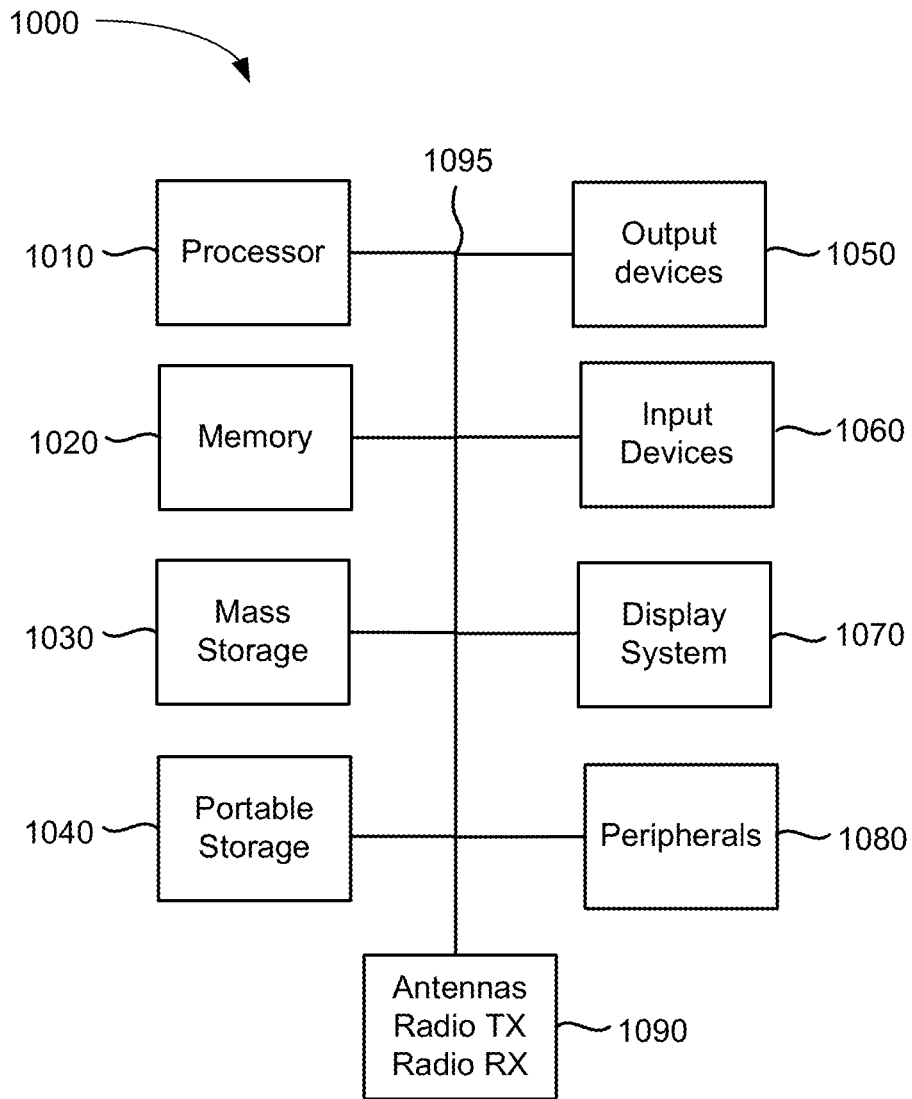 1000
1095
1010
Processor
Output
devices
1050
1020
Memory
Input
Devices
1060
1030
Mass
Storage
Display
System
1070
1040
Portable
Storage
Peripherals
1080
Antennas
Radio TX
Radio RX
1090